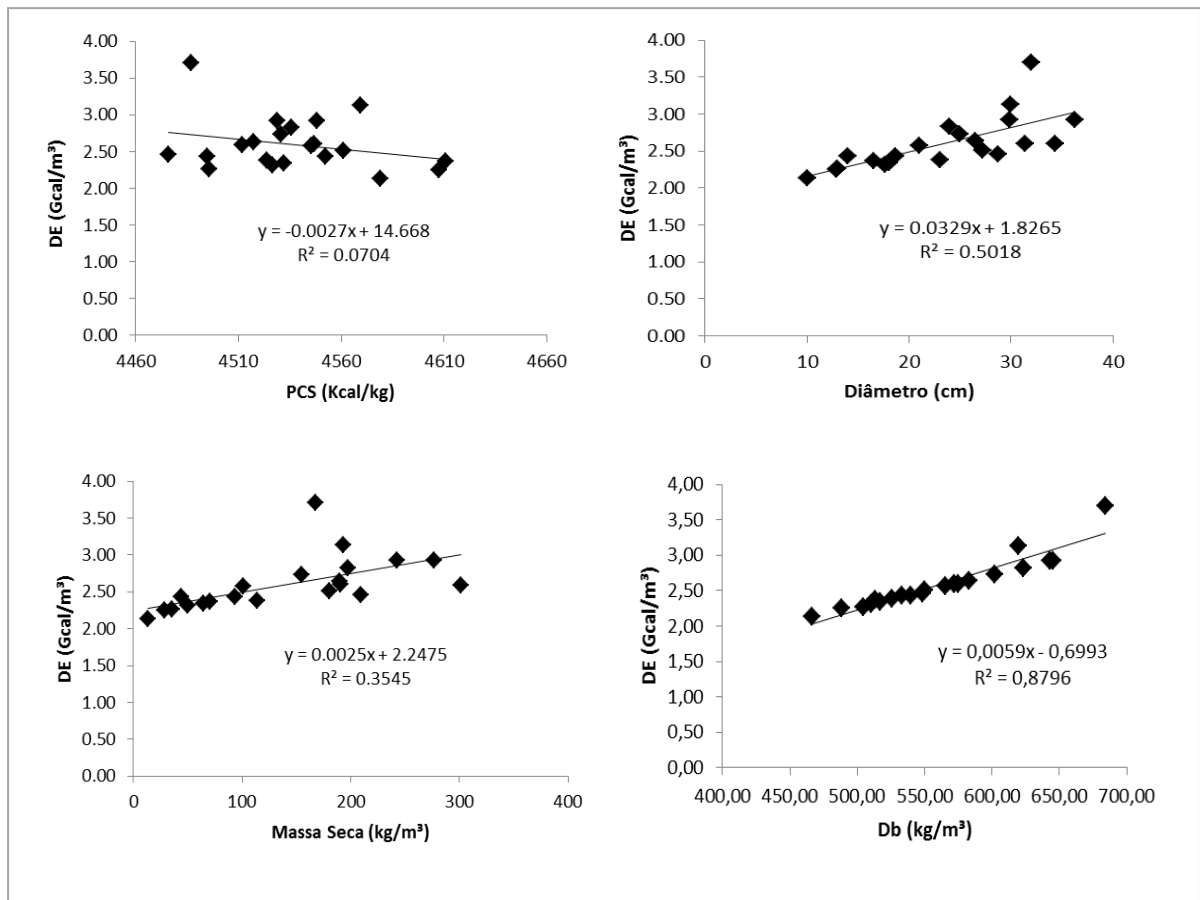 4.00
3.50
3.00
2.50
2.00
1.50
1.00
0.50
0.00
DE (Gcal/m³)
y = -0.0027x + 14.668
R² = 0.0704
4460 4510 4560 4610 4660
PCS (Kcal/kg)
4.00
3.50
3.00
2.50
2.00
1.50
1.00
0.50
0.00
DE (Gcal/m³)
y = 0.0329x + 1.8265
R² = 0.5018
0 10 20 30 40
Diâmetro (cm)
4.00
3.50
3.00
2.50
2.00
1.50
1.00
0.50
0.00
DE (Gcal/m³)
y = 0.0025x + 2.2475
R² = 0.3545
0 100 200 300 400
Massa Seca (kg/m³)
4,00
3,50
3,00
2,50
2,00
1,50
1,00
0,50
0,00
DE (Gcal/m³)
y = 0,0059x - 0,6993
R² = 0,8796
400,00 450,00 500,00 550,00 600,00 650,00 700,00
Db (kg/m³)